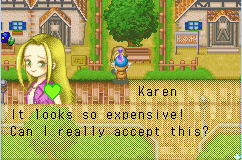 Karen
It looks so expensive!
Can I really accept this?